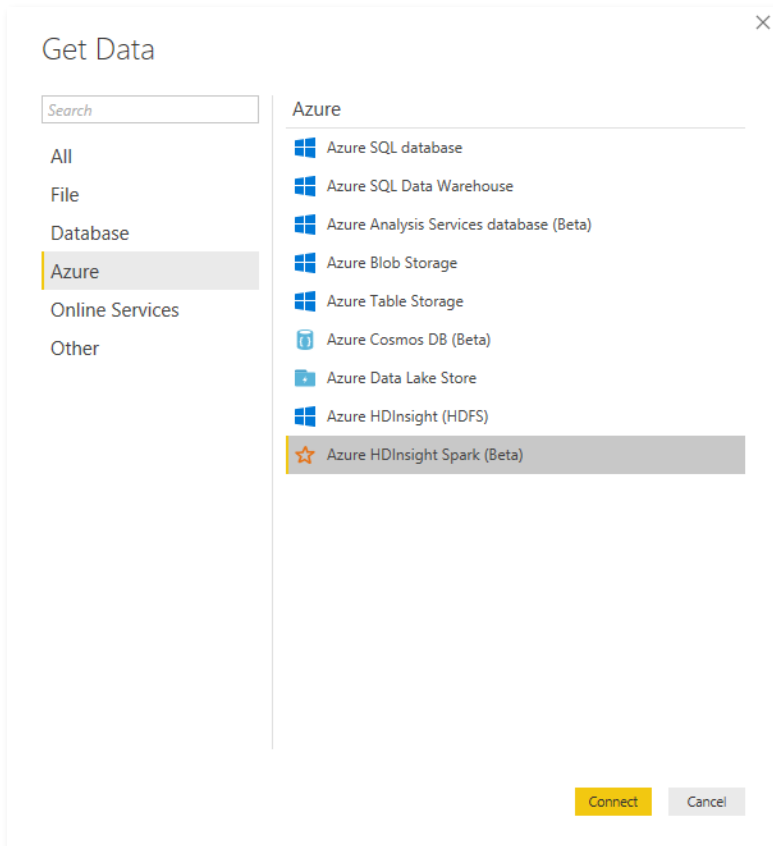 Get Data
Search
All
File
Database
Azure
Online Services
Other
Azure
Azure SQL database
Azure SQL Data Warehouse
Azure Analysis Services database (Beta)
Azure Blob Storage
Azure Table Storage
Azure Cosmos DB (Beta)
Azure Data Lake Store
Azure HDInsight (HDFS)
Azure HDInsight Spark (Beta)
Connect
Cancel